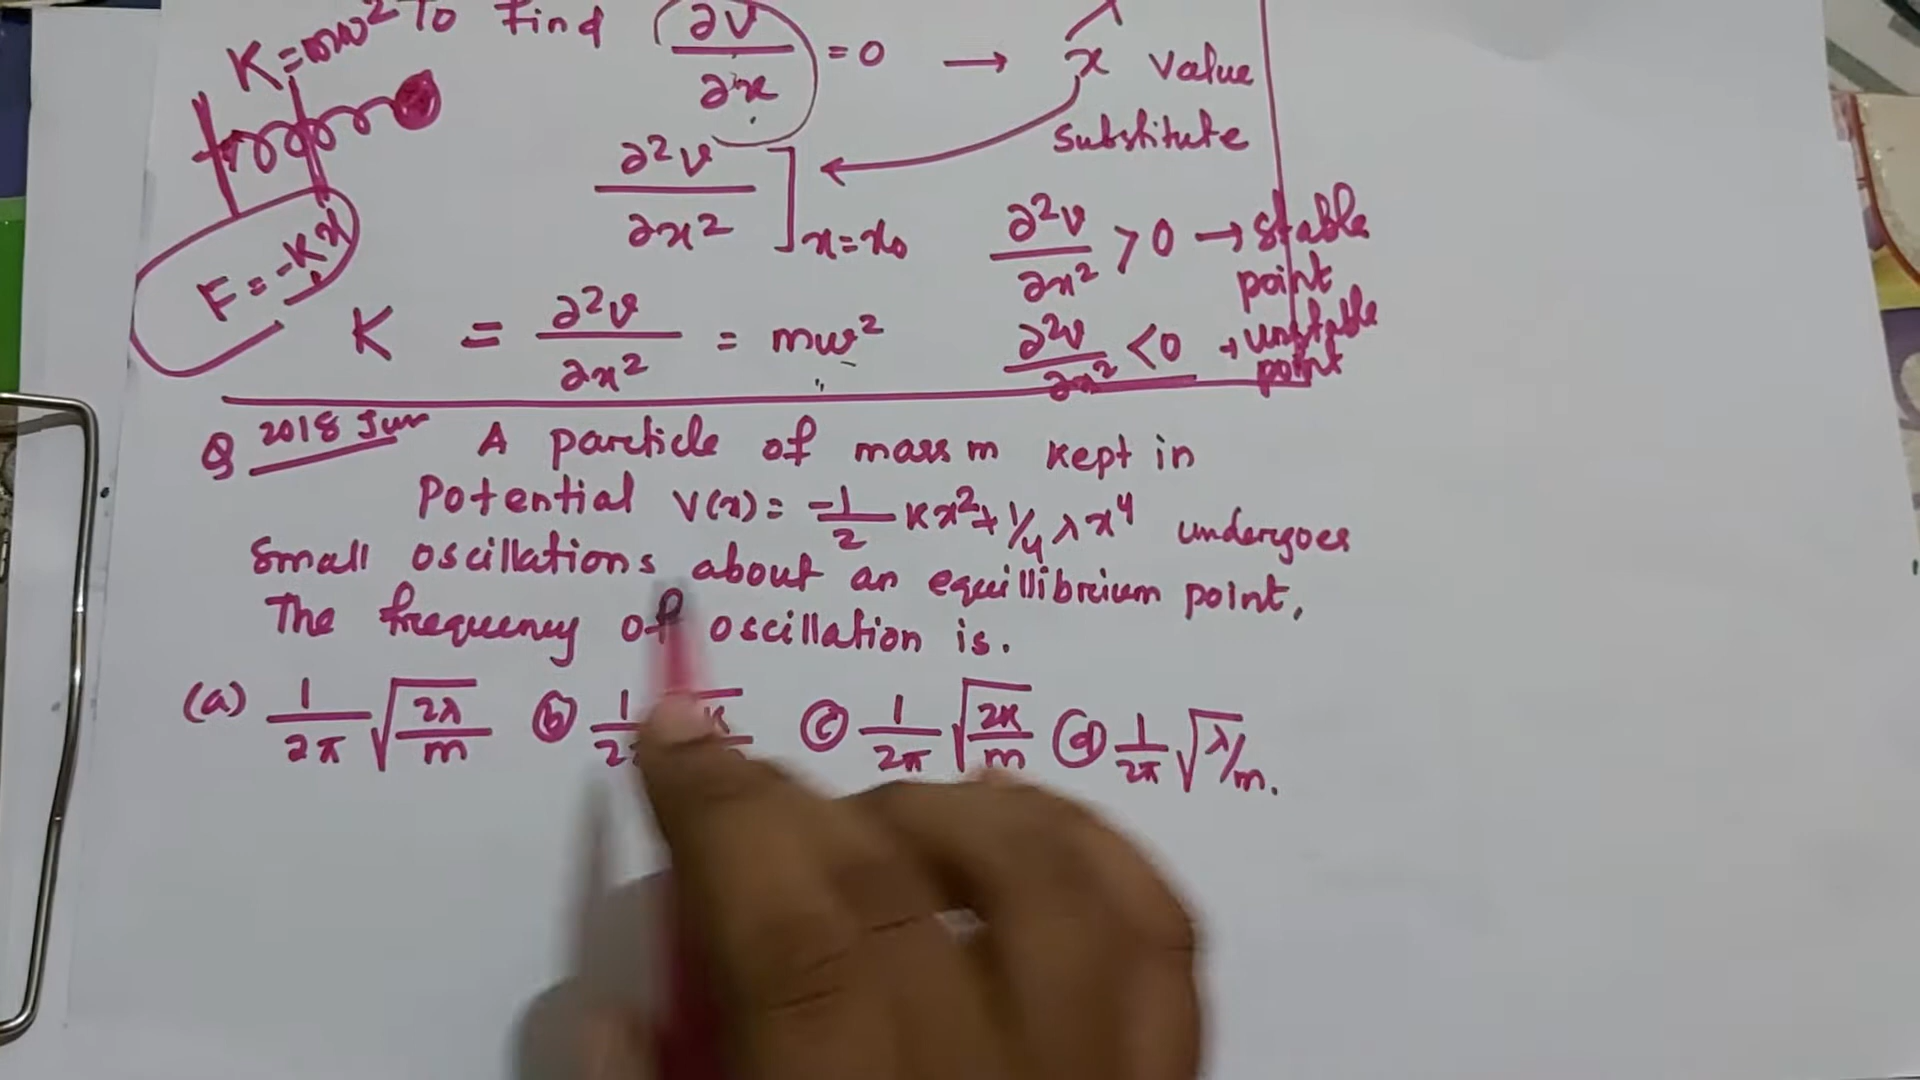 K=mω² To Find ∂V/∂x = 0 → x Value
Substitute
∂²V/∂x² ]x=x₀
∂²V/∂x² > 0 → Stable point
F = -Kx
K = ∂²V/∂x² = mω²
∂²V/∂x² < 0 → unstable point
Q 2018 Jun A particle of mass m kept in
Potential V(x) = -1/2 Kx² + 1/4 λx⁴ undergoes
Small oscillations about an equillibrium point,
The frequency of oscillation is.
(a) 1/2π √2λ/m (b) (c) 1/2π √2K/m (d) 1/2π √λ/m.